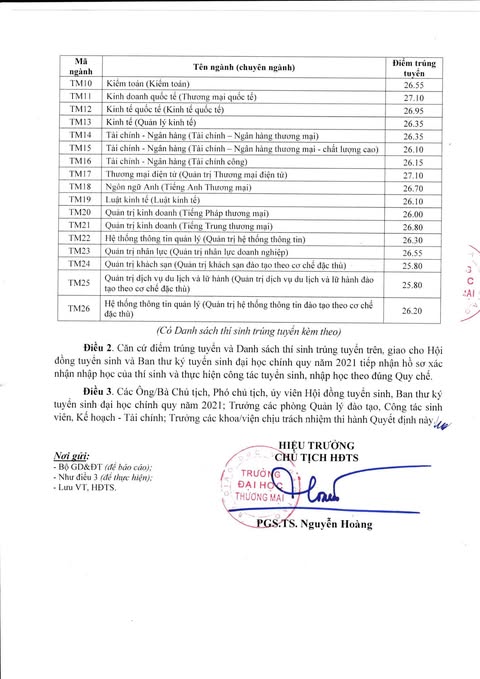 Mã ngành Tên ngành (chuyên ngành) Điểm trúng tuyển
TM10 Kiểm toán (Kiểm toán) 26.55
TM11 Kinh doanh quốc tế (Thương mại quốc tế) 27.10
TM12 Kinh tế quốc tế (Kinh tế quốc tế) 26.95
TM13 Kinh tế (Quản lý kinh tế) 26.35
TM14 Tài chính - Ngân hàng (Tài chính – Ngân hàng thương mại) 26.35
TM15 Tài chính - Ngân hàng (Tài chính – Ngân hàng thương mại - chất lượng cao) 26.10
TM16 Tài chính - Ngân hàng (Tài chính công) 26.15
TM17 Thương mại điện tử (Quản trị Thương mại điện tử) 27.10
TM18 Ngôn ngữ Anh (Tiếng Anh Thương mại) 26.70
TM19 Luật kinh tế (Luật kinh tế) 26.10
TM20 Quản trị kinh doanh (Tiếng Pháp thương mại) 26.00
TM21 Quản trị kinh doanh (Tiếng Trung thương mại) 26.80
TM22 Hệ thống thông tin quản lý (Quản trị hệ thống thông tin) 26.30
TM23 Quản trị nhân lực (Quản trị nhân lực doanh nghiệp) 26.55
TM24 Quản trị khách sạn (Quản trị khách sạn đào tạo theo cơ chế đặc thù) 25.80
TM25 Quản trị dịch vụ du lịch và lữ hành (Quản trị dịch vụ du lịch và lữ hành đào
tạo theo cơ chế đặc thù) 25.80
TM26 Hệ thống thông tin quản lý (Quản trị hệ thống thông tin đào tạo theo cơ chế
đặc thù) 26.20
(Có Danh sách thí sinh trúng tuyển kèm theo)
Điều 2. Căn cứ điểm trúng tuyển và Danh sách thí sinh trúng tuyển trên, giao cho Hội
đồng tuyển sinh và Ban thư ký tuyển sinh đại học chính quy năm 2021 tiếp nhận hồ sơ xác
nhận nhập học của thí sinh và thực hiện công tác tuyển sinh, nhập học theo đúng Quy chế.
Điều 3. Các Ông/Bà Chủ tịch, Phó chủ tịch, ủy viên Hội đồng tuyển sinh, Ban thư ký
tuyển sinh đại học chính quy năm 2021; Trưởng các phòng Quản lý đào tạo, Công tác sinh
viên, Kế hoạch - Tài chính; Trưởng các khoa/viện chịu trách nhiệm thi hành Quyết định này./.
HIỆU TRƯỞNG
CHỦ TỊCH HĐTS
Nơi gửi:
- Bộ GD&ĐT (để báo cáo);
- Như điều 3 (để thực hiện);
- Lưu VT, HĐTS.
TRƯỜNG
ĐẠI HỌC
THƯƠNG MẠI
PGS.TS. Nguyễn Hoàng